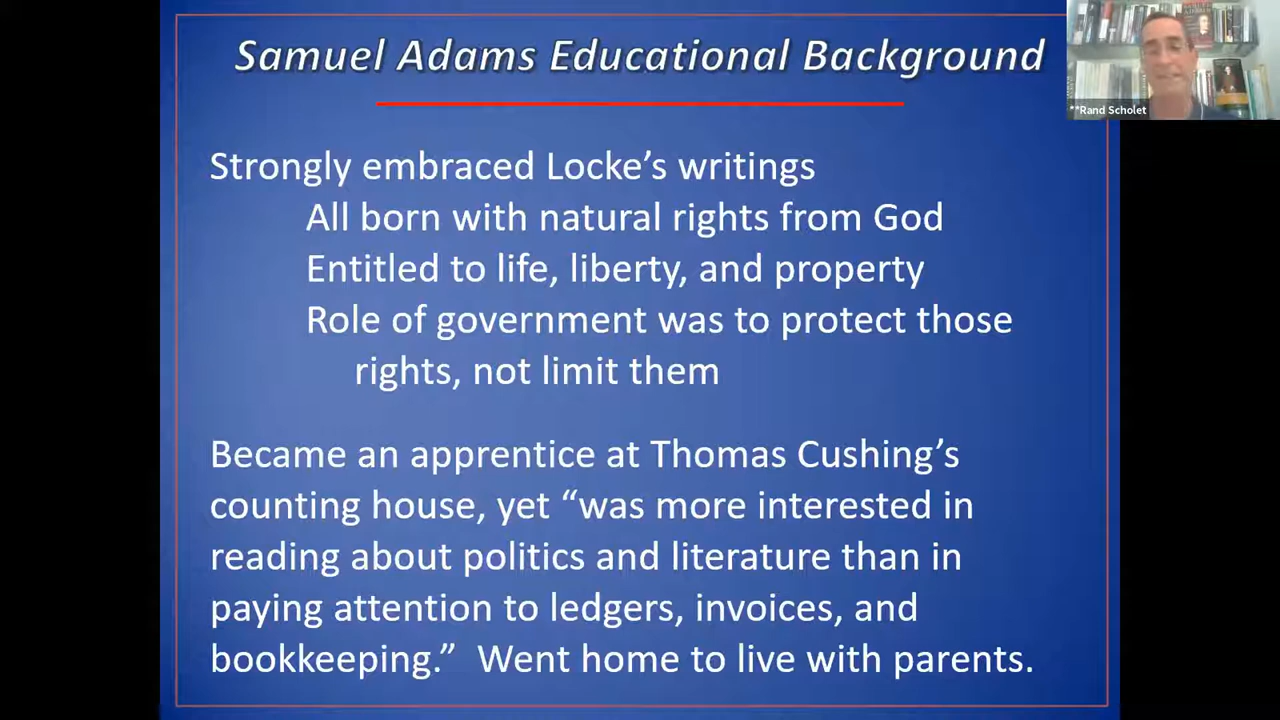 Samuel Adams Educational Background
**Rand Scholet
Strongly embraced Locke’s writings
All born with natural rights from God
Entitled to life, liberty, and property
Role of government was to protect those
rights, not limit them
Became an apprentice at Thomas Cushing’s
counting house, yet “was more interested in
reading about politics and literature than in
paying attention to ledgers, invoices, and
bookkeeping.”  Went home to live with parents.